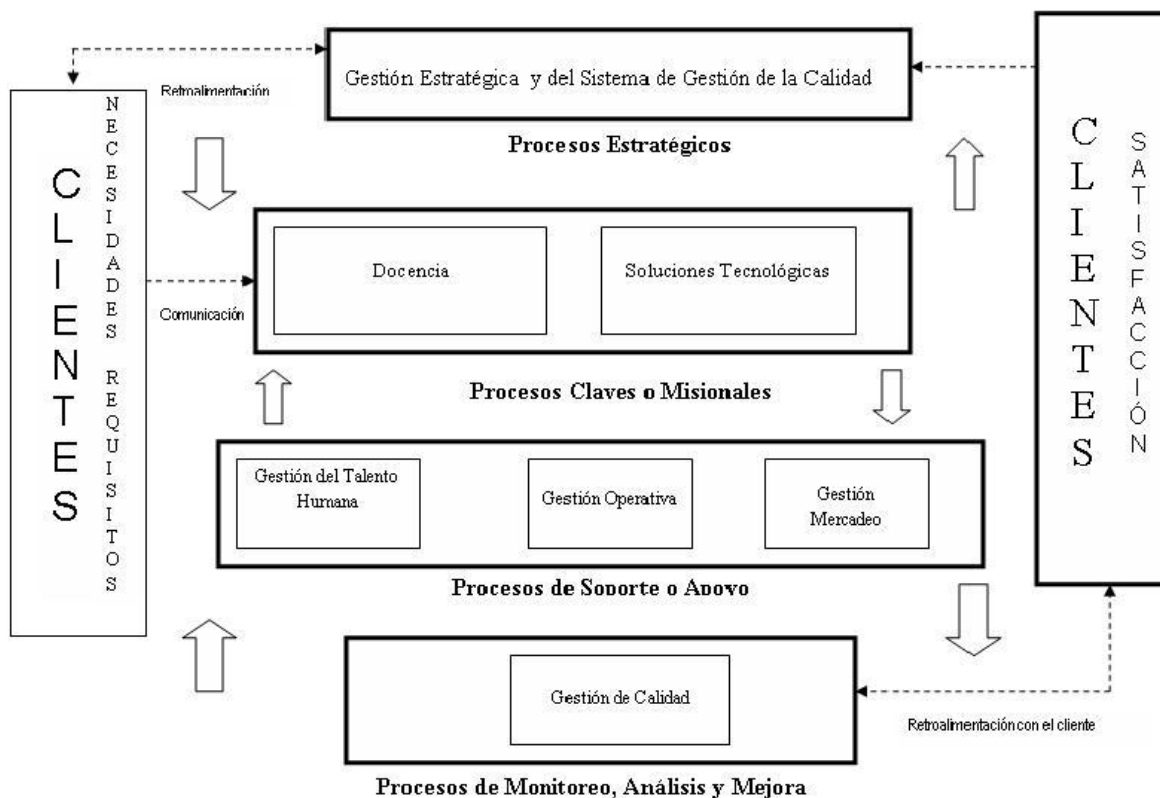 Gestión Estratégica y del Sistema de Gestión de la Calidad
Retroalimentación
Procesos Estratégicos
CLIENTES
NECESIDADES REQUISITOS
Docencia
Soluciones Tecnológicas
Comunicación
Procesos Claves o Misionales
CLIENTES
SATISFACCIÓN
Gestión del Talento
Humana
Gestión Operativa
Gestión
Mercadeo
Procesos de Soporte o Apoyo
Gestión de Calidad
Retroalimentación con el cliente
Procesos de Monitoreo, Análisis y Mejora